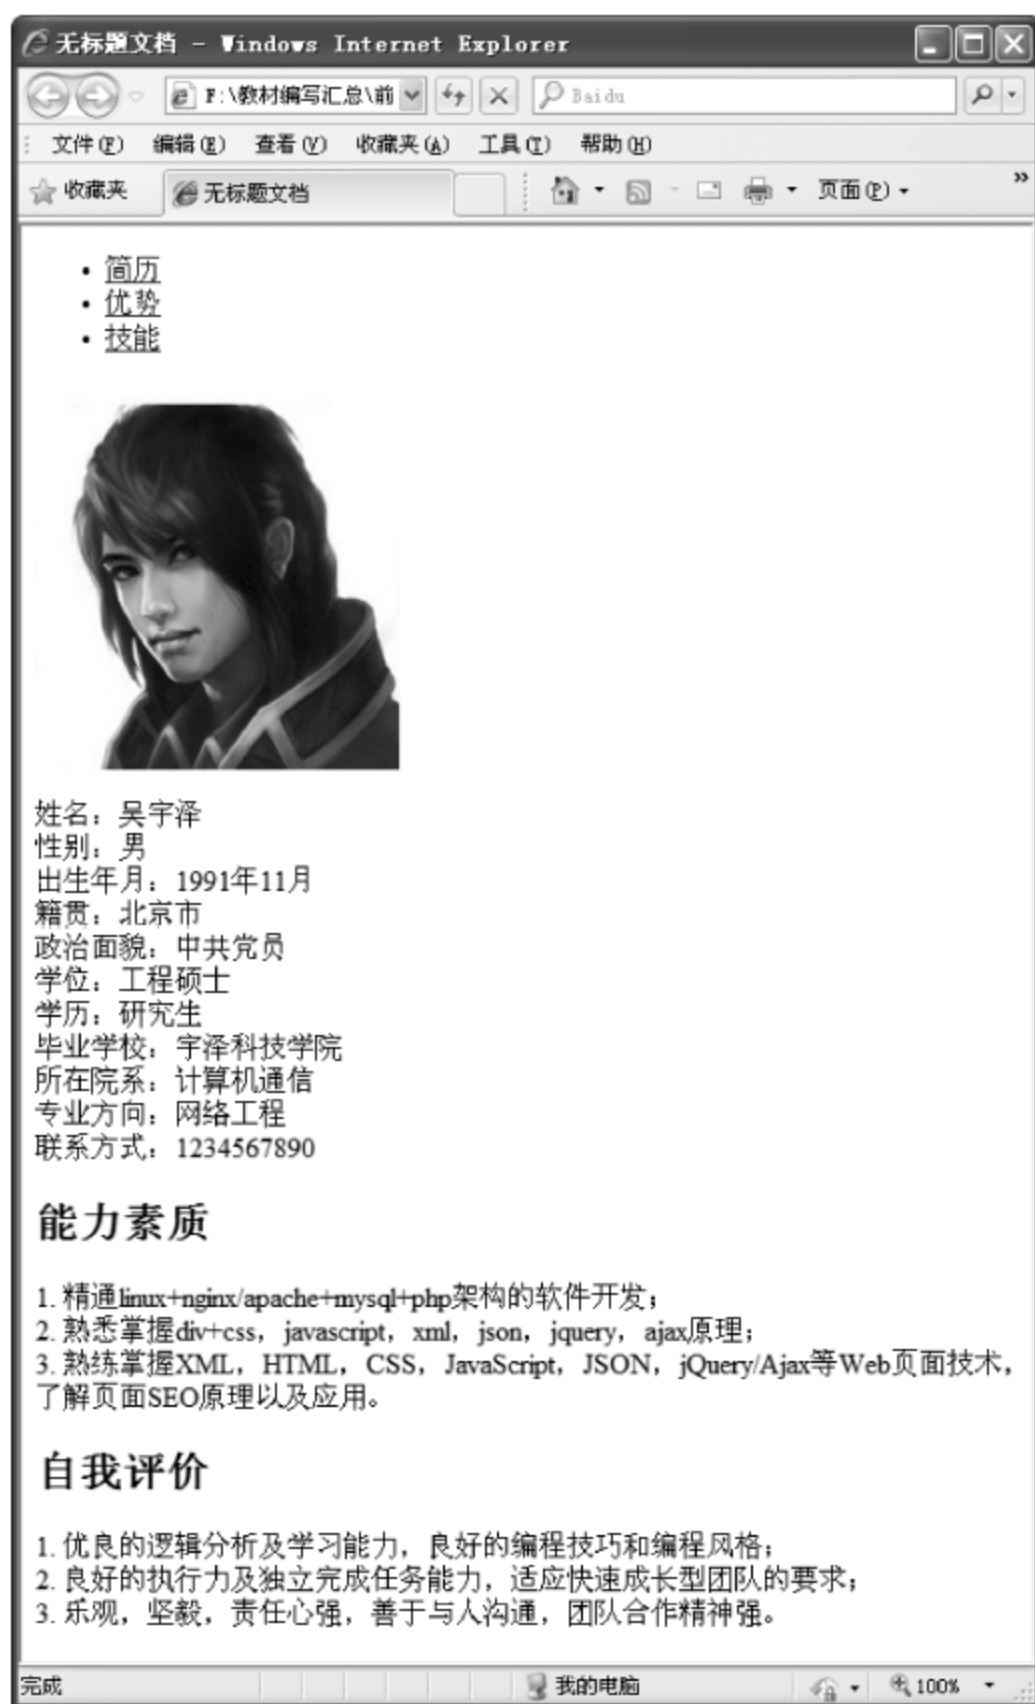 无标题文档 - Windows Internet Explorer
F:\教材编写汇总\前
Baidu
文件(F) 编辑(E) 查看(V) 收藏夹(A) 工具(T) 帮助(H)
收藏夹 无标题文档 页面(P) »
• 简历
• 优势
• 技能
姓名：吴宇泽
性别：男
出生年月：1991年11月
籍贯：北京市
政治面貌：中共党员
学位：工程硕士
学历：研究生
毕业学校：宇泽科技学院
所在院系：计算机通信
专业方向：网络工程
联系方式：1234567890
能力素质
1. 精通linux+nginx/apache+mysql+php架构的软件开发；
2. 熟悉掌握div+css，javascript，xml，json，jquery，ajax原理；
3. 熟练掌握XML，HTML，CSS，JavaScript，JSON，jQuery/Ajax等Web页面技术，
了解页面SEO原理以及应用。
自我评价
1. 优良的逻辑分析及学习能力，良好的编程技巧和编程风格；
2. 良好的执行力及独立完成任务能力，适应快速成长型团队的要求；
3. 乐观，坚毅，责任心强，善于与人沟通，团队合作精神强。
完成 我的电脑 100%